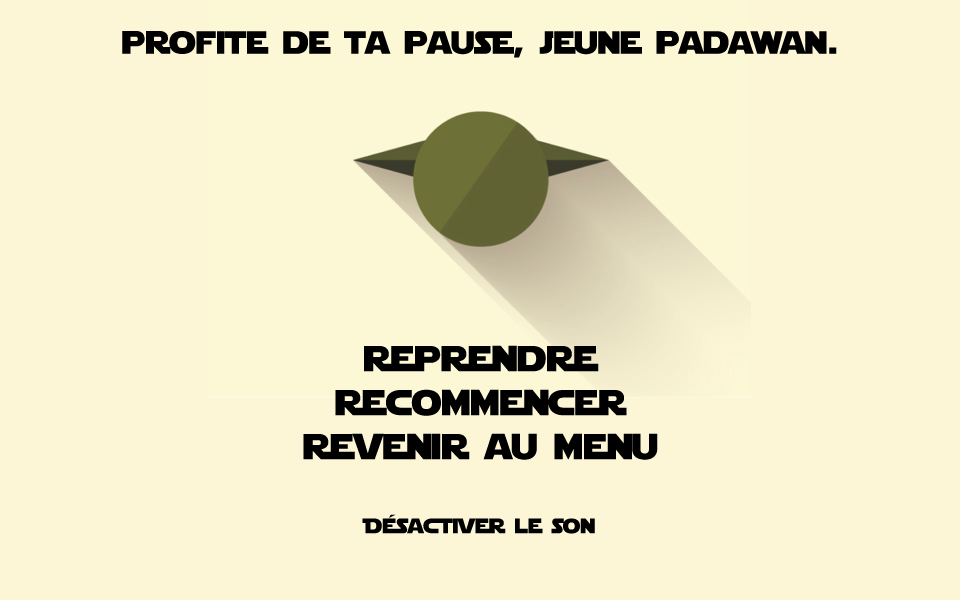 PROFITE DE TA PAUSE, JEUNE PADAWAN.
REPRENDRE
RECOMMENCER
REVENIR AU MENU
DÉSACTIVER LE SON